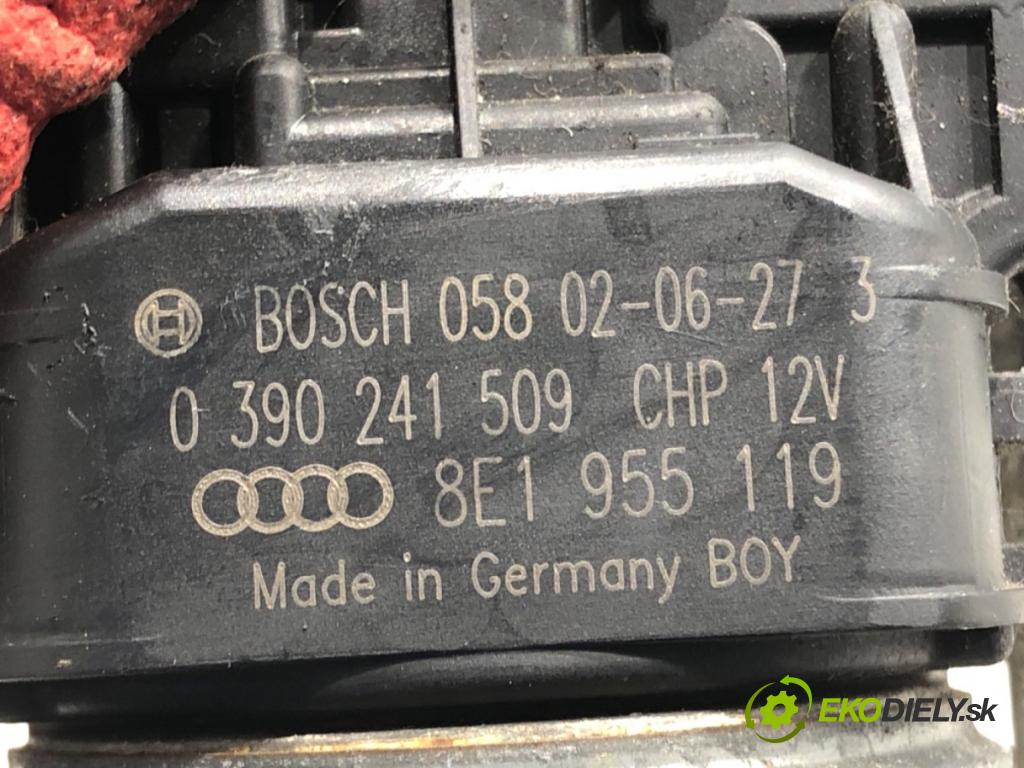 BOSCH 058 02-06-27 3
0 390 241 509 CHP 12V
8E1 955 119
Made in Germany BOY
EKODIELY.sk